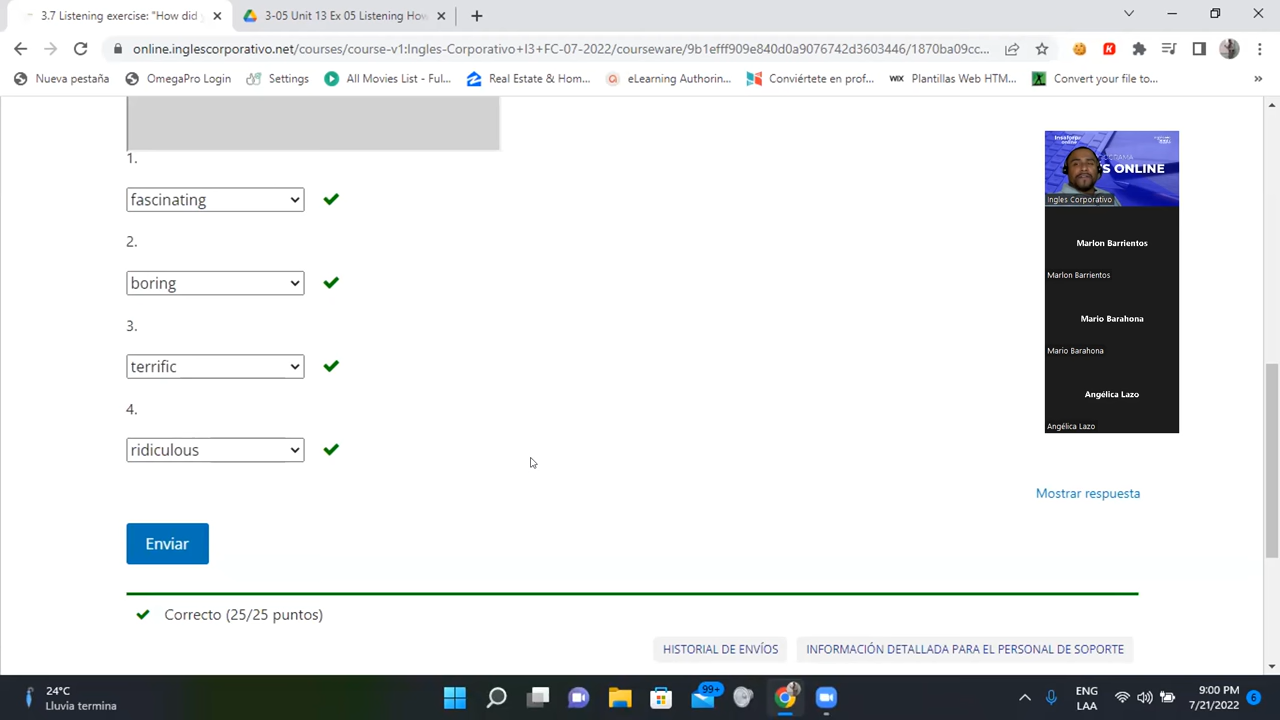 3.7 Listening exercise: "How did
3-05 Unit 13 Ex 05 Listening How
online.inglescorporativo.net/courses/course-v1:Ingles-Corporativo+I3+FC-07-2022/courseware/9b1efff909e840d0a9076742d3603446/1870ba09cc...
Nueva pestaña
OmegaPro Login
Settings
All Movies List - Ful...
Real Estate & Hom...
eLearning Authorin...
Conviértete en prof...
WIX Plantillas Web HTM...
Convert your file to...
»
1.
fascinating
2.
boring
3.
terrific
4.
ridiculous
ÉS ONLINE
Ingles Corporativo
Marlon Barrientos
Marlon Barrientos
Mario Barahona
Mario Barahona
Angélica Lazo
Angélica Lazo
Mostrar respuesta
Enviar
Correcto (25/25 puntos)
HISTORIAL DE ENVÍOS
INFORMACIÓN DETALLADA PARA EL PERSONAL DE SOPORTE
24°C
Lluvia termina
99+
ENG
LAA
9:00 PM
7/21/2022
6